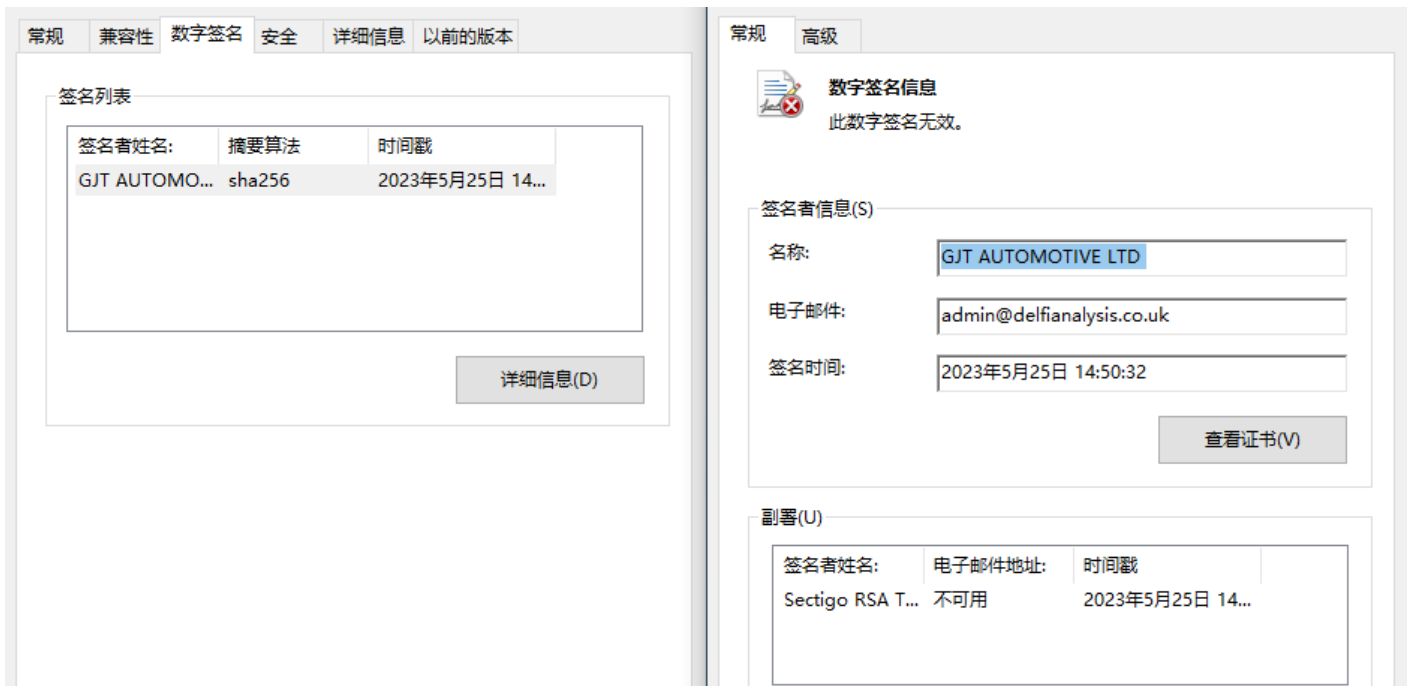 常规 兼容性 数字签名 安全 详细信息 以前的版本
签名列表
签名者姓名: 摘要算法 时间戳
GJT AUTOMO... sha256 2023年5月25日 14...
详细信息(D)
常规 高级
数字签名信息
此数字签名无效。
签名者信息(S)
名称: GJT AUTOMOTIVE LTD
电子邮件: admin@delfianalysis.co.uk
签名时间: 2023年5月25日 14:50:32
查看证书(V)
副署(U)
签名者姓名: 电子邮件地址: 时间戳
Sectigo RSA T... 不可用 2023年5月25日 14...